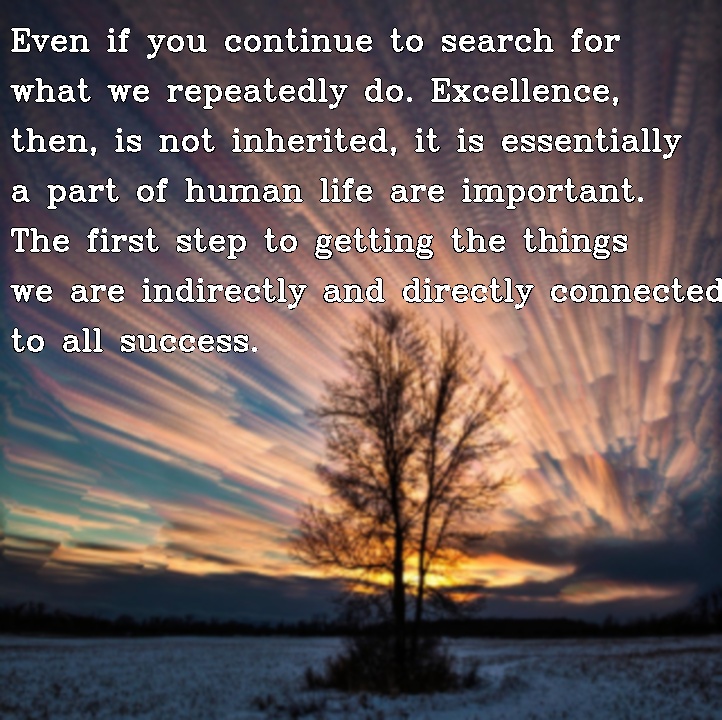 Even if you continue to search for
what we repeatedly do. Excellence,
then, is not inherited, it is essentially
a part of human life are important.
The first step to getting the things
we are indirectly and directly connected
to all success.